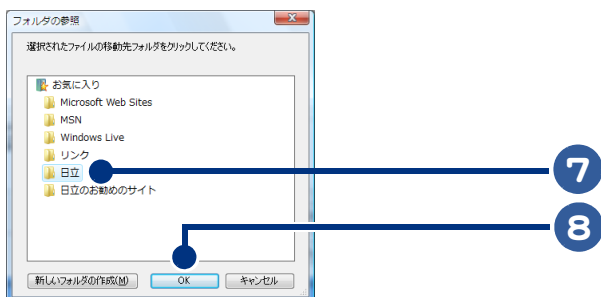 フォルダの参照
選択されたファイルの移動先フォルダをクリックしてください。
お気に入り
Microsoft Web Sites
MSN
Windows Live
リンク
日立
7
日立のお勧めのサイト
8
新しいフォルダの作成(M)
OK
キャンセル